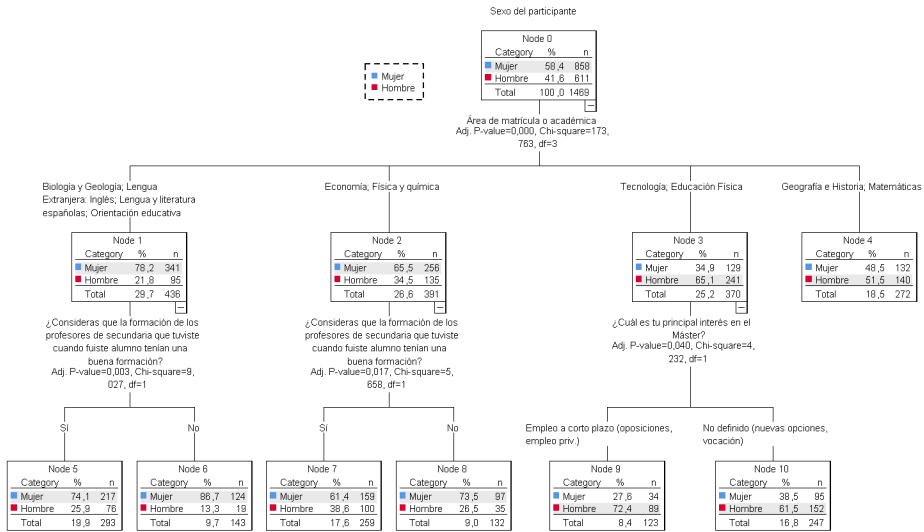 Sexo del participante
Node 0
Category % n
Mujer 58,4 858
Hombre 41,6 611
Total 100,0 1469
Mujer
Hombre
Área de matrícula o académica
Adj. P-value=0,000, Chi-square=173,
763, df=3
Biología y Geología; Lengua
Extranjera: Inglés; Lengua y literatura
españolas; Orientación educativa
Economía; Física y química
Tecnología; Educación Física
Geografía e Historia; Matemáticas
Node 1
Category % n
Mujer 78,2 341
Hombre 21,8 95
Total 29,7 436
Node 2
Category % n
Mujer 65,5 256
Hombre 34,5 135
Total 26,6 391
Node 3
Category % n
Mujer 34,9 129
Hombre 65,1 241
Total 25,2 370
Node 4
Category % n
Mujer 48,5 132
Hombre 51,5 140
Total 18,5 272
¿Consideras que la formación de los
profesores de secundaria que tuviste
cuando fuiste alumno tenían una
buena formación?
Adj. P-value=0,003, Chi-square=9,
027, df=1
¿Consideras que la formación de los
profesores de secundaria que tuviste
cuando fuiste alumno tenían una
buena formación?
Adj. P-value=0,017, Chi-square=5,
658, df=1
¿Cuál es tu principal interés en el
Máster?
Adj. P-value=0,040, Chi-square=4,
232, df=1
Sí
No
Sí
No
Empleo a corto plazo (oposiciones,
empleo priv.)
No definido (nuevas opciones,
vocación)
Node 5
Category % n
Mujer 74,1 217
Hombre 25,9 76
Total 19,9 293
Node 6
Category % n
Mujer 86,7 124
Hombre 13,3 19
Total 9,7 143
Node 7
Category % n
Mujer 61,4 159
Hombre 38,6 100
Total 17,6 259
Node 8
Category % n
Mujer 73,5 97
Hombre 26,5 35
Total 9,0 132
Node 9
Category % n
Mujer 27,6 34
Hombre 72,4 89
Total 8,4 123
Node 10
Category % n
Mujer 38,5 95
Hombre 61,5 152
Total 16,8 247